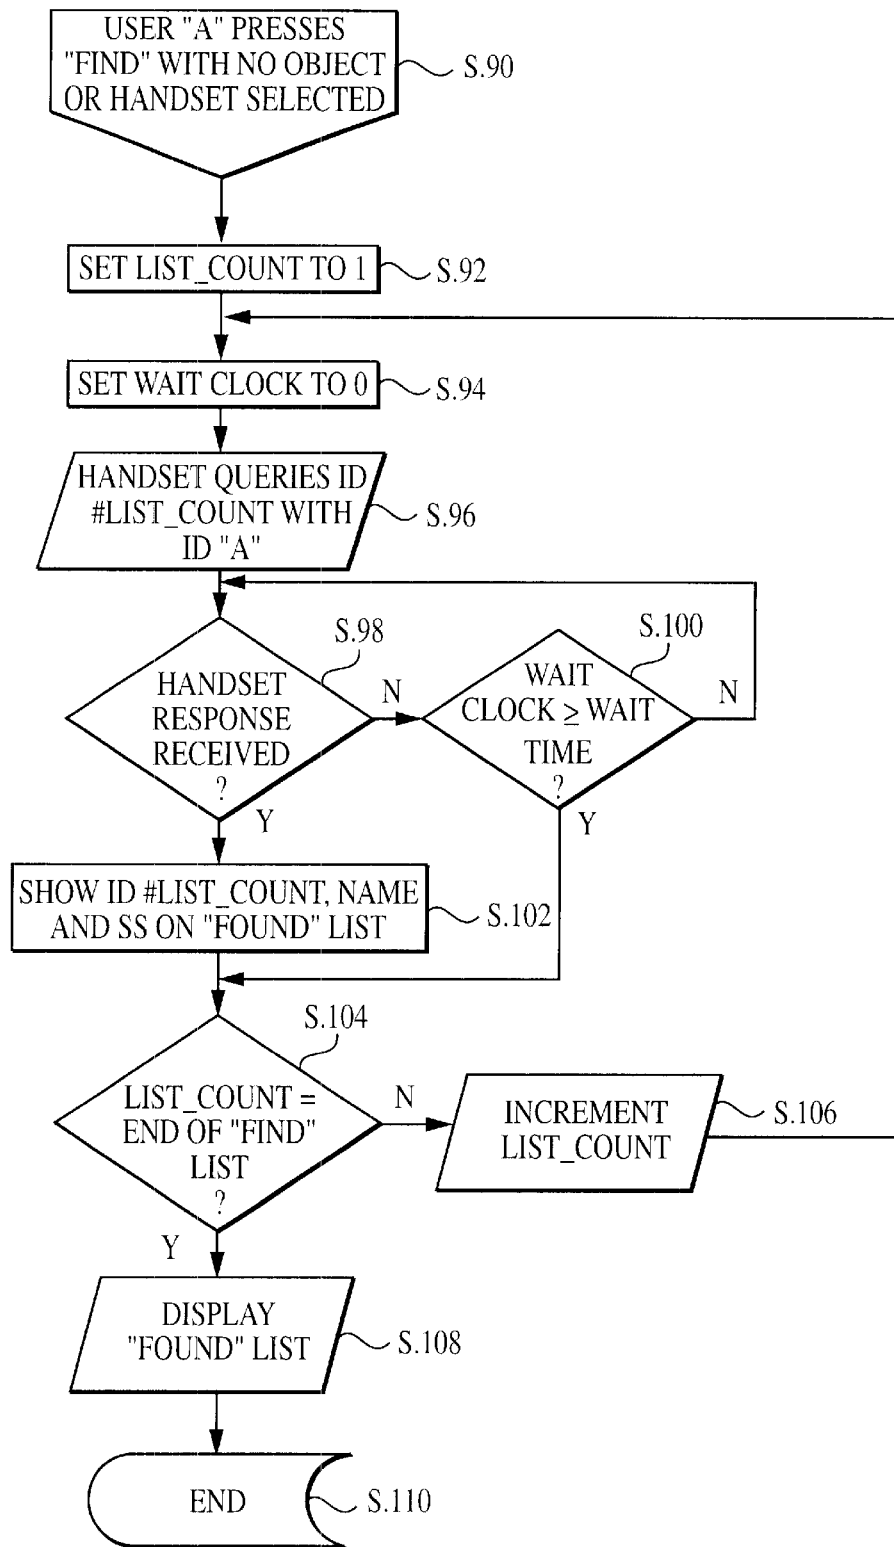 USER "A" PRESSES
"FIND" WITH NO OBJECT
OR HANDSET SELECTED
S.90
SET LIST_COUNT TO 1
S.92
SET WAIT CLOCK TO 0
S.94
HANDSET QUERIES ID
#LIST_COUNT WITH
ID "A"
S.96
S.98
HANDSET
RESPONSE
RECEIVED
?
N
Y
S.100
WAIT
CLOCK ≥ WAIT
TIME
?
N
Y
SHOW ID #LIST_COUNT, NAME
AND SS ON "FOUND" LIST
S.102
S.104
LIST_COUNT =
END OF "FIND"
LIST
?
N
Y
INCREMENT
LIST_COUNT
S.106
DISPLAY
"FOUND" LIST
S.108
END
S.110